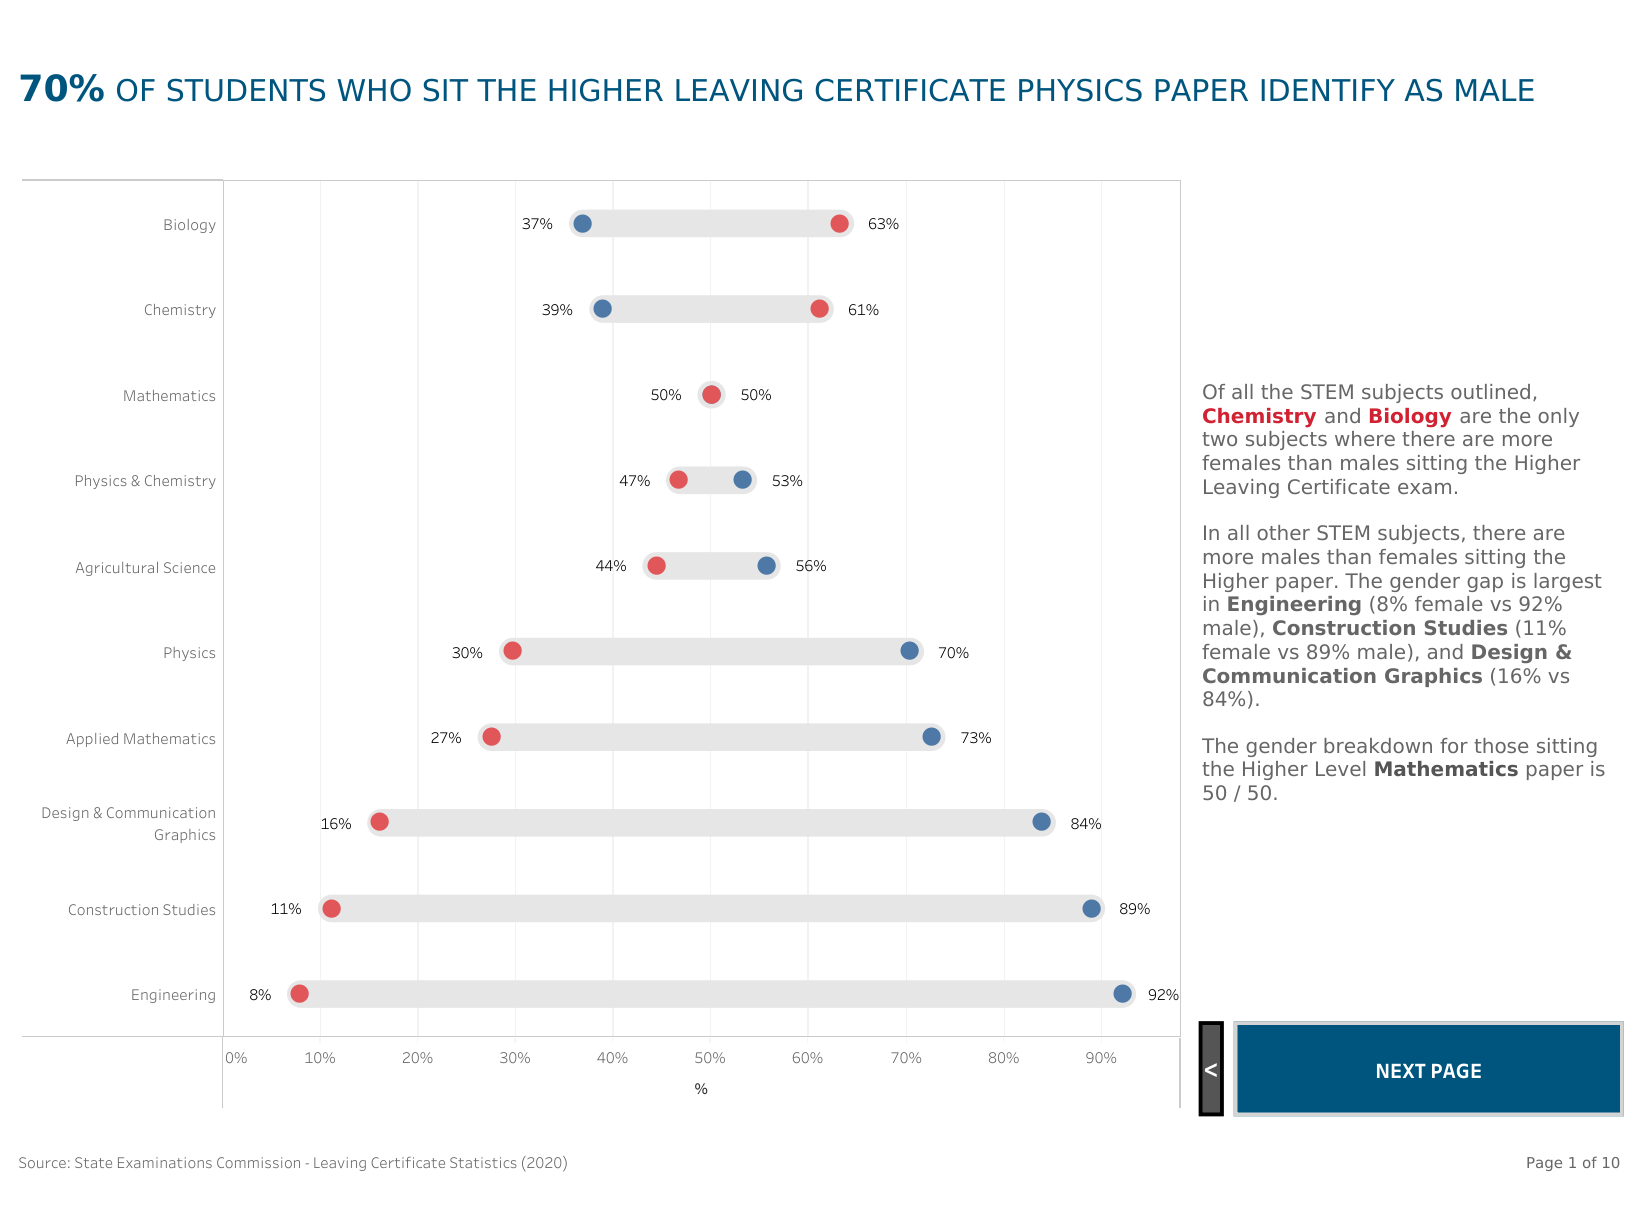 70% OF STUDENTS WHO SIT THE HIGHER LEAVING CERTIFICATE PHYSICS PAPER IDENTIFY AS MALE
Biology 37% 63%
Chemistry 39% 61%
Mathematics 50% 50%
Physics & Chemistry 47% 53%
Agricultural Science 44% 56%
Physics 30% 70%
Applied Mathematics 27% 73%
Design & Communication
Graphics 16% 84%
Construction Studies 11% 89%
Engineering 8% 92%
0% 10% 20% 30% 40% 50% 60% 70% 80% 90%
%
Of all the STEM subjects outlined,
Chemistry and Biology are the only
two subjects where there are more
females than males sitting the Higher
Leaving Certificate exam.
In all other STEM subjects, there are
more males than females sitting the
Higher paper. The gender gap is largest
in Engineering (8% female vs 92%
male), Construction Studies (11%
female vs 89% male), and Design &
Communication Graphics (16% vs
84%).
The gender breakdown for those sitting
the Higher Level Mathematics paper is
50 / 50.
< NEXT PAGE
Source: State Examinations Commission - Leaving Certificate Statistics (2020)
Page 1 of 10